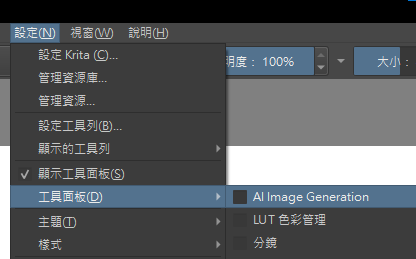 設定(N) 視窗(W) 說明(H)
明度： 100%
大小：
設定 Krita (C)...
管理資源庫...
管理資源...
設定工具列(B)...
顯示的工具列
✓ 顯示工具面板(S)
工具面板(D)
AI Image Generation
主題(T)
LUT 色彩管理
樣式
分鏡